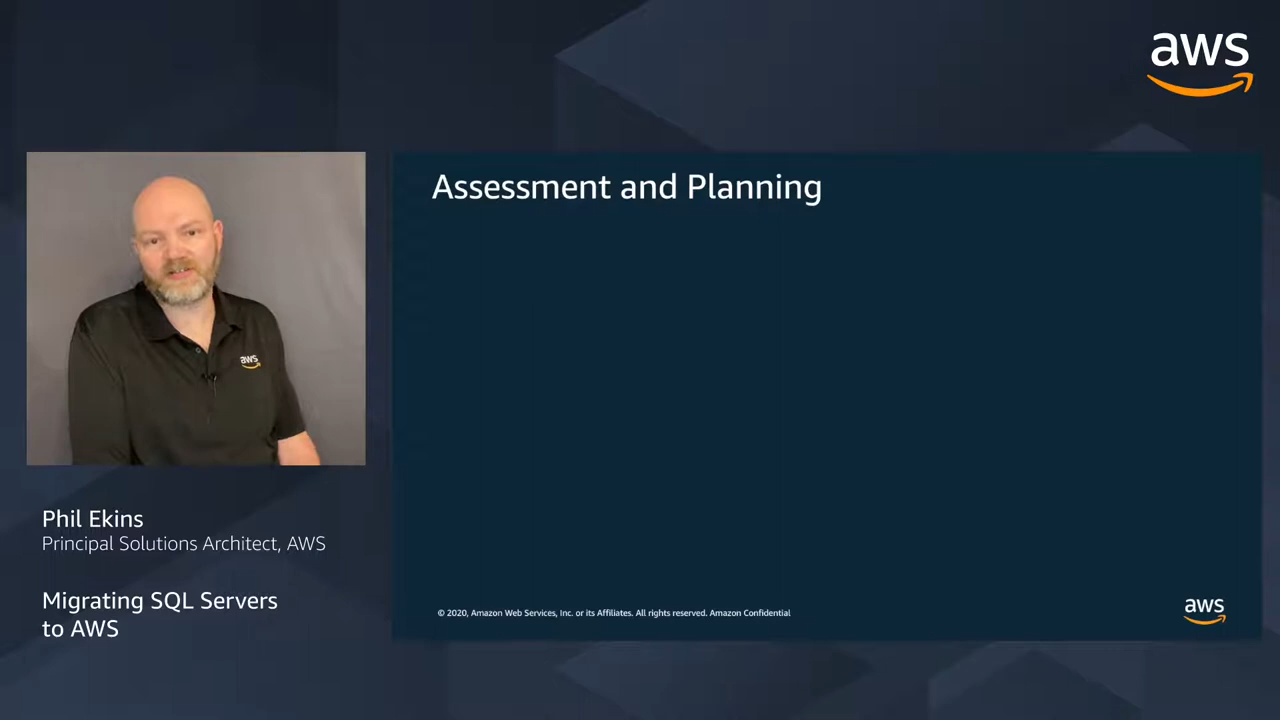 aws
Assessment and Planning
aws
Phil Ekins
Principal Solutions Architect, AWS
Migrating SQL Servers
to AWS
© 2020, Amazon Web Services, Inc. or its Affiliates. All rights reserved. Amazon Confidential
aws